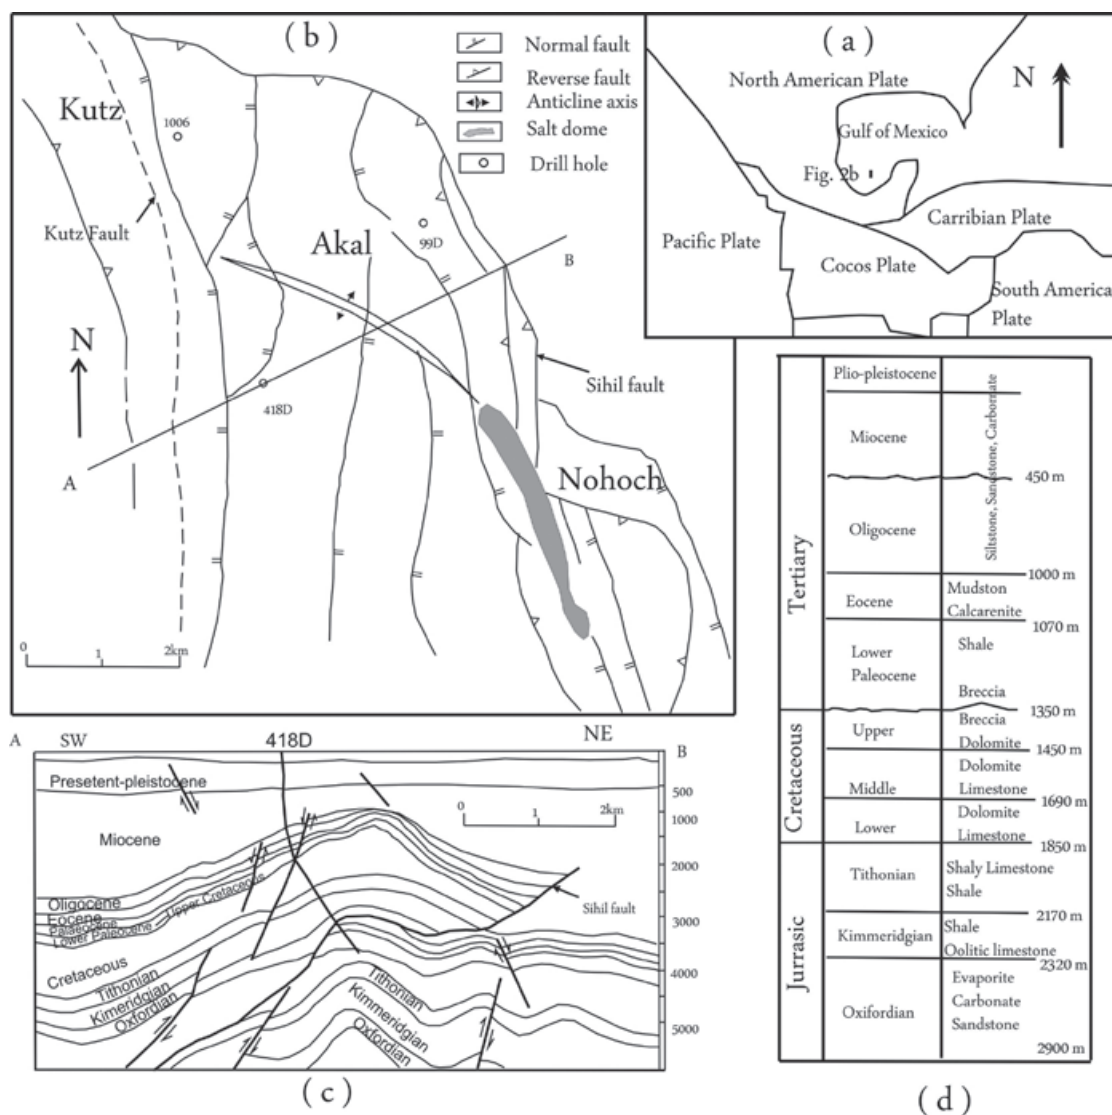 ( b )
Normal fault
Reverse fault
Anticline axis
Salt dome
Drill hole
Kutz
1006
Kutz Fault
Akal
99D
B
N
418D
A
Sihil fault
Nohoch
0 1 2km
( a )
North American Plate
N
Gulf of Mexico
Fig. 2b
Carribian Plate
Pacific Plate
Cocos Plate
South America
Plate
A SW 418D NE B
Presetent-pleistocene
500
0 1 2km
1000
Miocene
2000
Upper Cretaceous
Oligocene
Eocene
Palaeocene
Lower Paleocene
Sihil fault
3000
Cretaceous
Tithonian
Kimeridgian
Oxfordian
4000
Tithonian
Kimmeridgian
Oxfordian
5000
( c )
Tertiary
Cretaceous
Jurrasic
Plio-pleistocene
Miocene
Siltstone, Sandstone, Carbornate
450 m
Oligocene
1000 m
Eocene
Mudston
Calcarenite
1070 m
Lower
Paleocene
Shale
Breccia
1350 m
Upper
Breccia
Dolomite
1450 m
Middle
Dolomite
Limestone
1690 m
Lower
Dolomite
Limestone
1850 m
Tithonian
Shaly Limestone
Shale
2170 m
Kimmeridgian
Shale
Oolitic limestone
2320 m
Oxifordian
Evaporite
Carbonate
Sandstone
2900 m
( d )